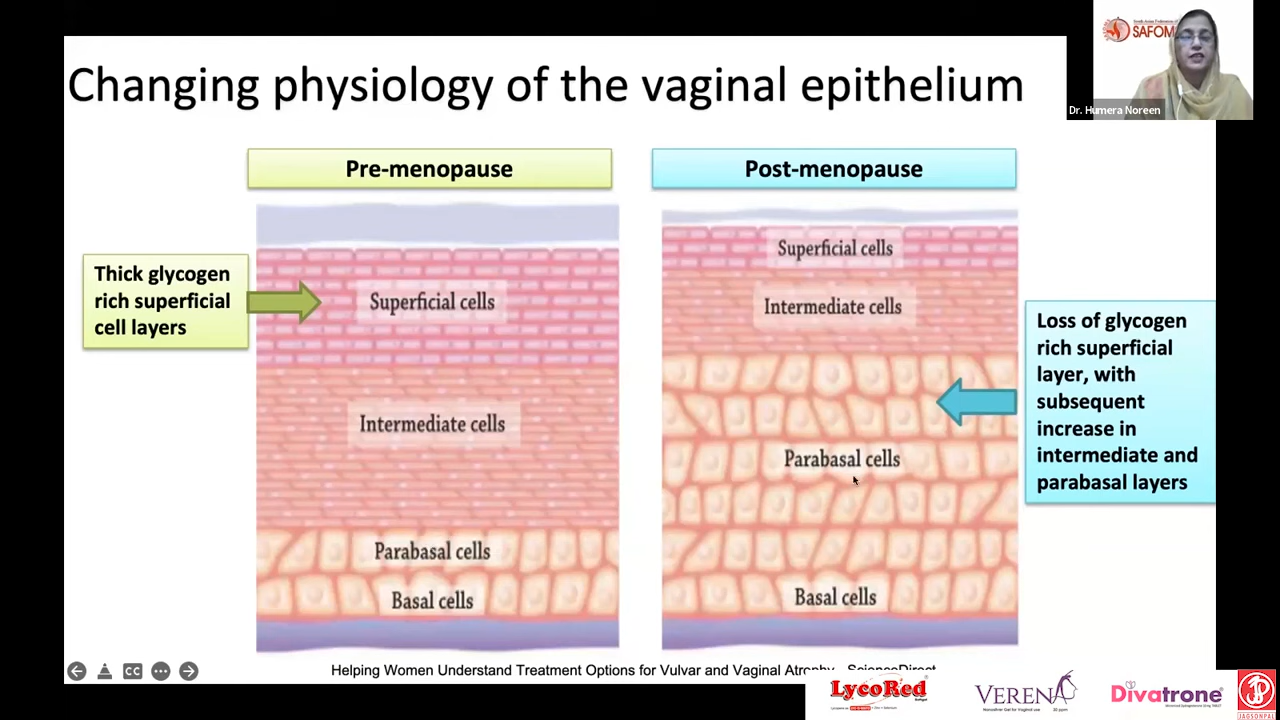 SAFOM
Dr. Humera Noreen
Changing physiology of the vaginal epithelium
Pre-menopause
Post-menopause
Thick glycogen
rich superficial
cell layers
Superficial cells
Intermediate cells
Parabasal cells
Basal cells
Superficial cells
Intermediate cells
Parabasal cells
Basal cells
Loss of glycogen
rich superficial
layer, with
subsequent
increase in
intermediate and
parabasal layers
CC
Helping Women Understand Treatment Options for Vulvar and Vaginal Atrophy - ScienceDirect
LycoRed
VERENA
Divatrone
JAGSONPAL